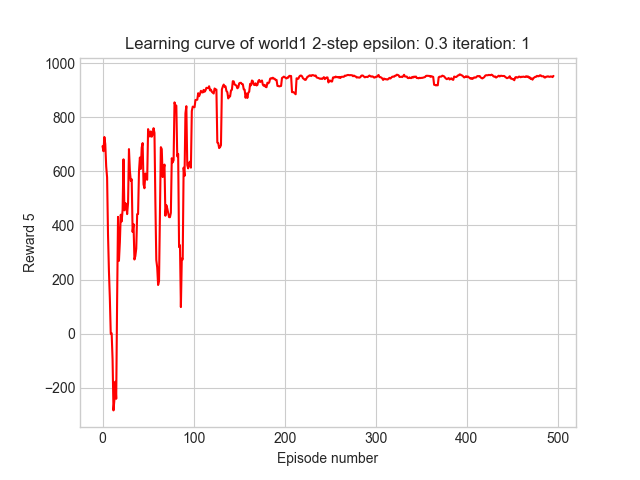 Learning curve of world1 2-step epsilon: 0.3 iteration: 1
1000
800
600
400
200
0
−200
Reward 5
0 100 200 300 400 500
Episode number